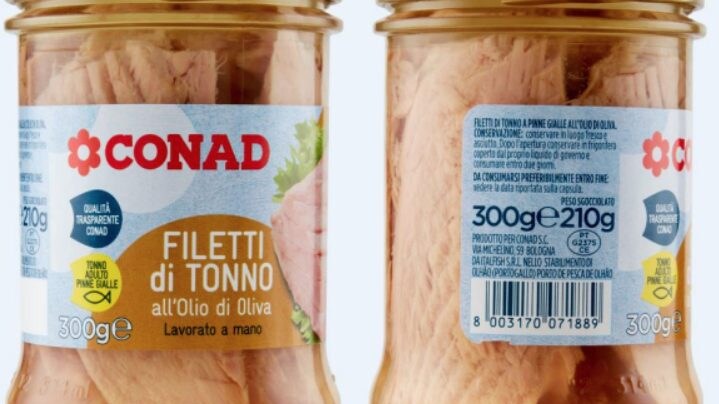 CONAD
QUALITÀ
TRASPARENTE
CONAD
210g
FILETTI
di TONNO
all'Olio di Oliva
Lavorato a mano
TONNO
ADULTO
PINNE GIALLE
300g℮
FILETTI DI TONNO A PINNE GIALLE ALL'OLIO DI OLIVA.
CONSERVAZIONE: conservare in luogo fresco e
asciutto. Dopo l'apertura conservare in frigorifero
coperto dal proprio liquido di governo e
consumare entro due giorni.
DA CONSUMARSI PREFERIBILMENTE ENTRO FINE:
vedere la data riportata sulla capsula.
PESO SGOCCIOLATO
300g℮210g
PRODOTTO PER CONAD S.C.
VIA MICHELINO, 59 BOLOGNA
DA ITALFISH S.R.L. NELLO STABILIMENTO DI
OLHÃO (PORTOGALLO) PORTO DE PESCA DE OLHÃO
PT
G2375
CE
8 003170 071889
QUALITÀ
TRASPARENTE
CONAD
TONNO
ADULTO
PINNE GIALLE
300g℮